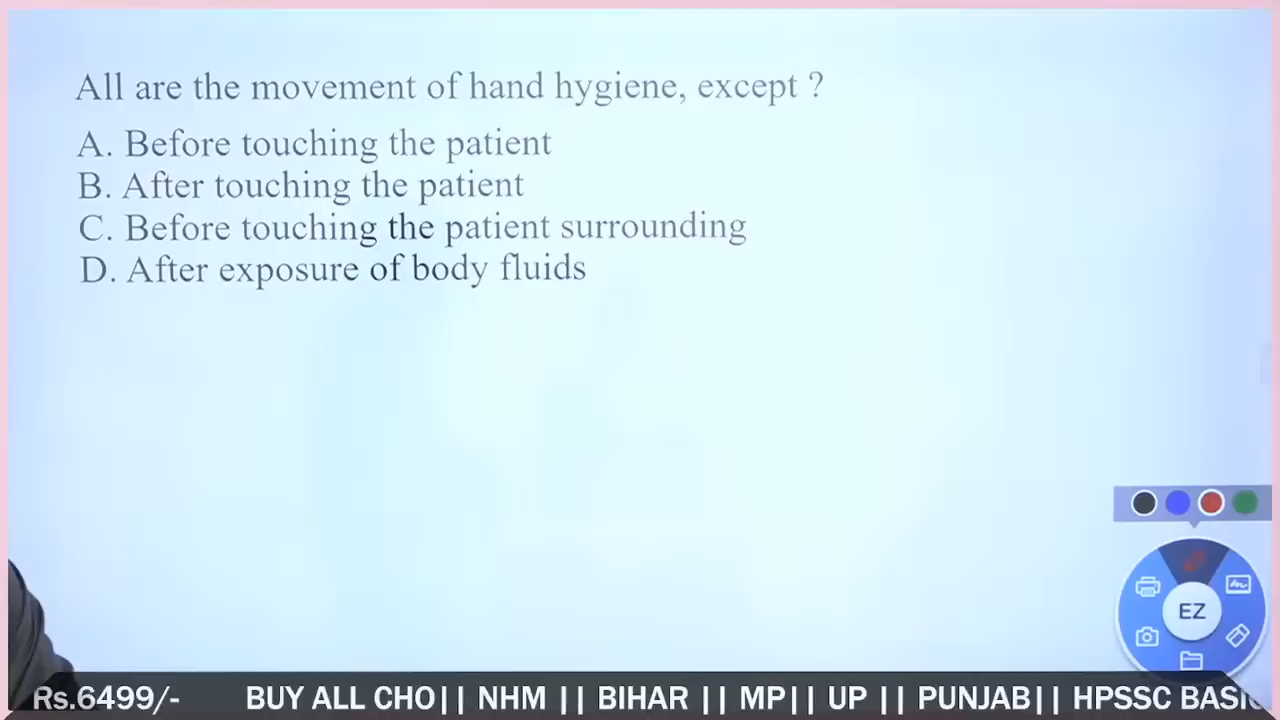 All are the movement of hand hygiene, except ?
A. Before touching the patient
B. After touching the patient
C. Before touching the patient surrounding
D. After exposure of body fluids
EZ
Rs.6499/- BUY ALL CHO|| NHM || BIHAR || MP|| UP || PUNJAB|| HPSSC